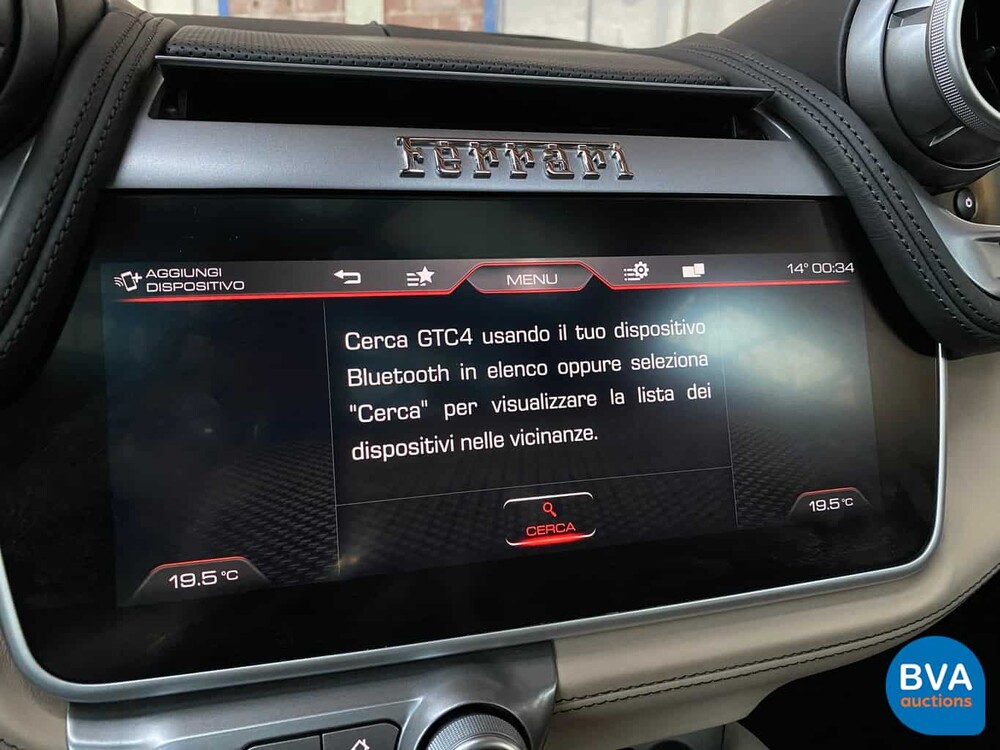 Ferrari
AGGIUNGI
DISPOSITIVO
MENU
14° 00:34
Cerca GTC4 usando il tuo dispositivo
Bluetooth in elenco oppure seleziona
"Cerca" per visualizzare la lista dei
dispositivi nelle vicinanze.
CERCA
19.5 °C
19.5 °C
BVA
auctions